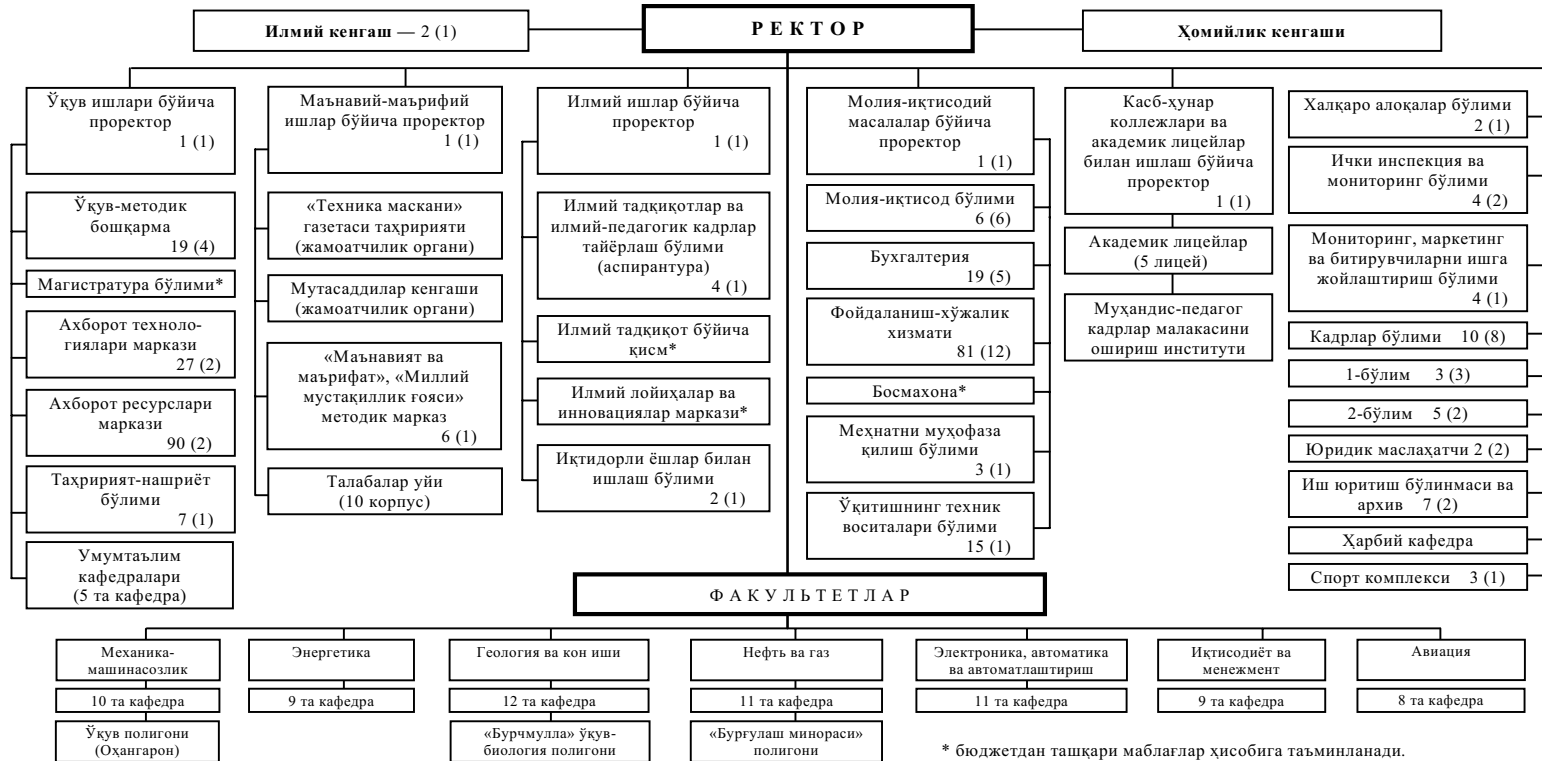 Илмий кенгаш — 2 (1)
РЕКТОР
Ҳомийлик кенгаши
Ўқув ишлари бўйича
проректор
1 (1)
Ўқув-методик
бошқарма
19 (4)
Магистратура бўлими*
Ахборот техноло-
гиялари маркази
27 (2)
Ахборот ресурслари
маркази
90 (2)
Таҳририят-нашриёт
бўлими
7 (1)
Умумтаълим
кафедралари
(5 та кафедра)
Маънавий-маърифий
ишлар бўйича проректор
1 (1)
«Техника маскани»
газетаси таҳририяти
(жамоатчилик органи)
Мутасаддилар кенгаши
(жамоатчилик органи)
«Маънавият ва
маърифат», «Миллий
мустақиллик ғояси»
методик марказ
6 (1)
Талабалар уйи
(10 корпус)
Илмий ишлар бўйича
проректор
1 (1)
Илмий тадқиқотлар ва
илмий-педагогик кадрлар
тайёрлаш бўлими
(аспирантура)
4 (1)
Илмий тадқиқот бўйича
қисм*
Илмий лойиҳалар ва
инновациялар маркази*
Иқтидорли ёшлар билан
ишлаш бўлими
2 (1)
Молия-иқтисодий
масалалар бўйича
проректор
1 (1)
Молия-иқтисод бўлими
6 (6)
Бухгалтерия
19 (5)
Фойдаланиш-хўжалик
хизмати
81 (12)
Босмахона*
Меҳнатни муҳофаза
қилиш бўлими
3 (1)
Ўқитишнинг техник
воситалари бўлими
15 (1)
Касб-ҳунар
коллежлари ва
академик лицейлар
билан ишлаш бўйича
проректор
1 (1)
Академик лицейлар
(5 лицей)
Муҳандис-педагог
кадрлар малакасини
ошириш институти
Халқаро алоқалар бўлими
2 (1)
Ички инспекция ва
мониторинг бўлими
4 (2)
Мониторинг, маркетинг
ва битирувчиларни ишга
жойлаштириш бўлими
4 (1)
Кадрлар бўлими 10 (8)
1-бўлим 3 (3)
2-бўлим 5 (2)
Юридик маслаҳатчи 2 (2)
Иш юритиш бўлинмаси ва
архив 7 (2)
Ҳарбий кафедра
Спорт комплекси 3 (1)
ФАКУЛЬТЕТЛАР
Механика-
машинасозлик
10 та кафедра
Ўқув полигони
(Оҳангарон)
Энергетика
9 та кафедра
Геология ва кон иши
12 та кафедра
«Бурчмулла» ўқув-
биология полигони
Нефть ва газ
11 та кафедра
«Бурғулаш минораси»
полигони
Электроника, автоматика
ва автоматлаштириш
11 та кафедра
Иқтисодиёт ва
менежмент
9 та кафедра
Авиация
8 та кафедра
* бюджетдан ташқари маблағлар ҳисобига таъминланади.